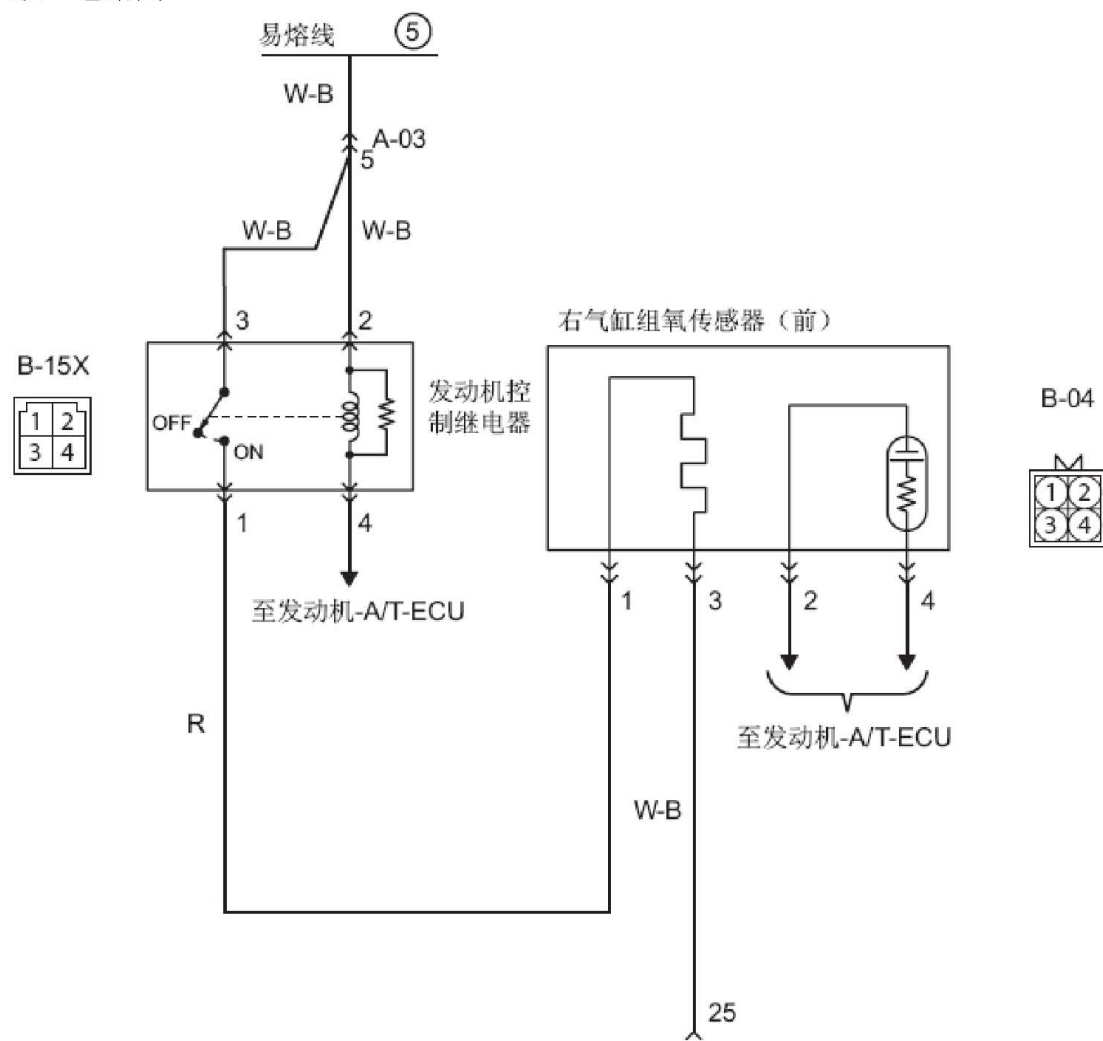 易熔线 ⑤
W-B
A-03
5
W-B W-B
3 2
右气缸组氧传感器（前）
B-15X
1 2
3 4
OFF
ON
发动机控
制继电器
B-04
1 2
3 4
1 4
至发动机-A/T-ECU
1 3 2 4
至发动机-A/T-ECU
R
W-B
25